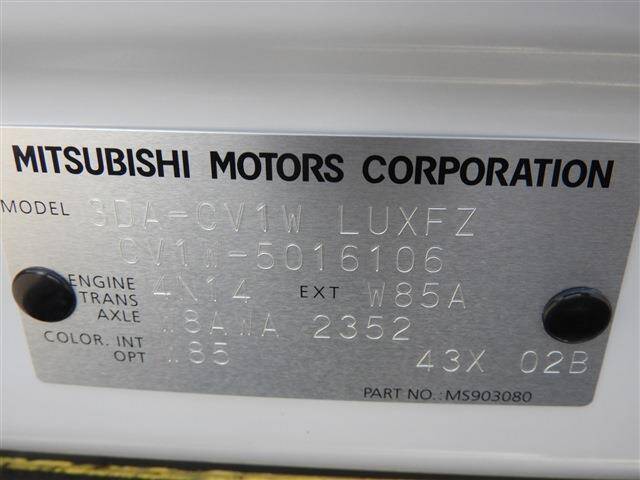 MITSUBISHI MOTORS CORPORATION
MODEL 3DA-CV1W LUXFZ
CV1W-5016106
ENGINE 4N14 EXT W85A
TRANS
AXLE W8AWA 2352
COLOR. INT
OPT W85 43X 02B
PART NO.:MS903080